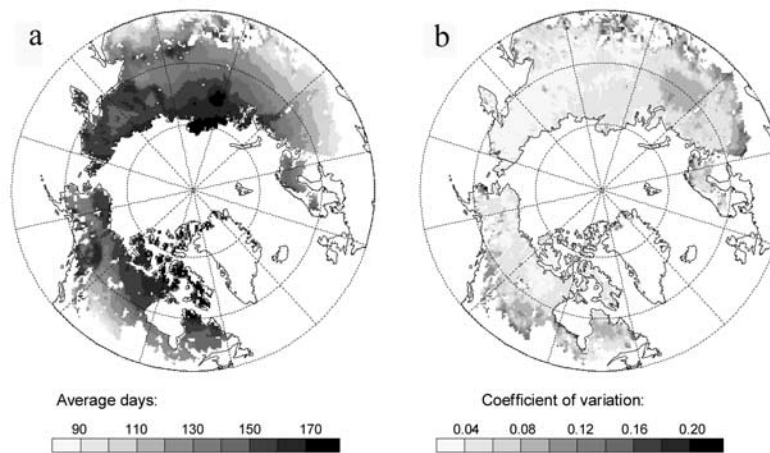 a
b
Average days:
90 110 130 150 170
Coefficient of variation:
0.04 0.08 0.12 0.16 0.20